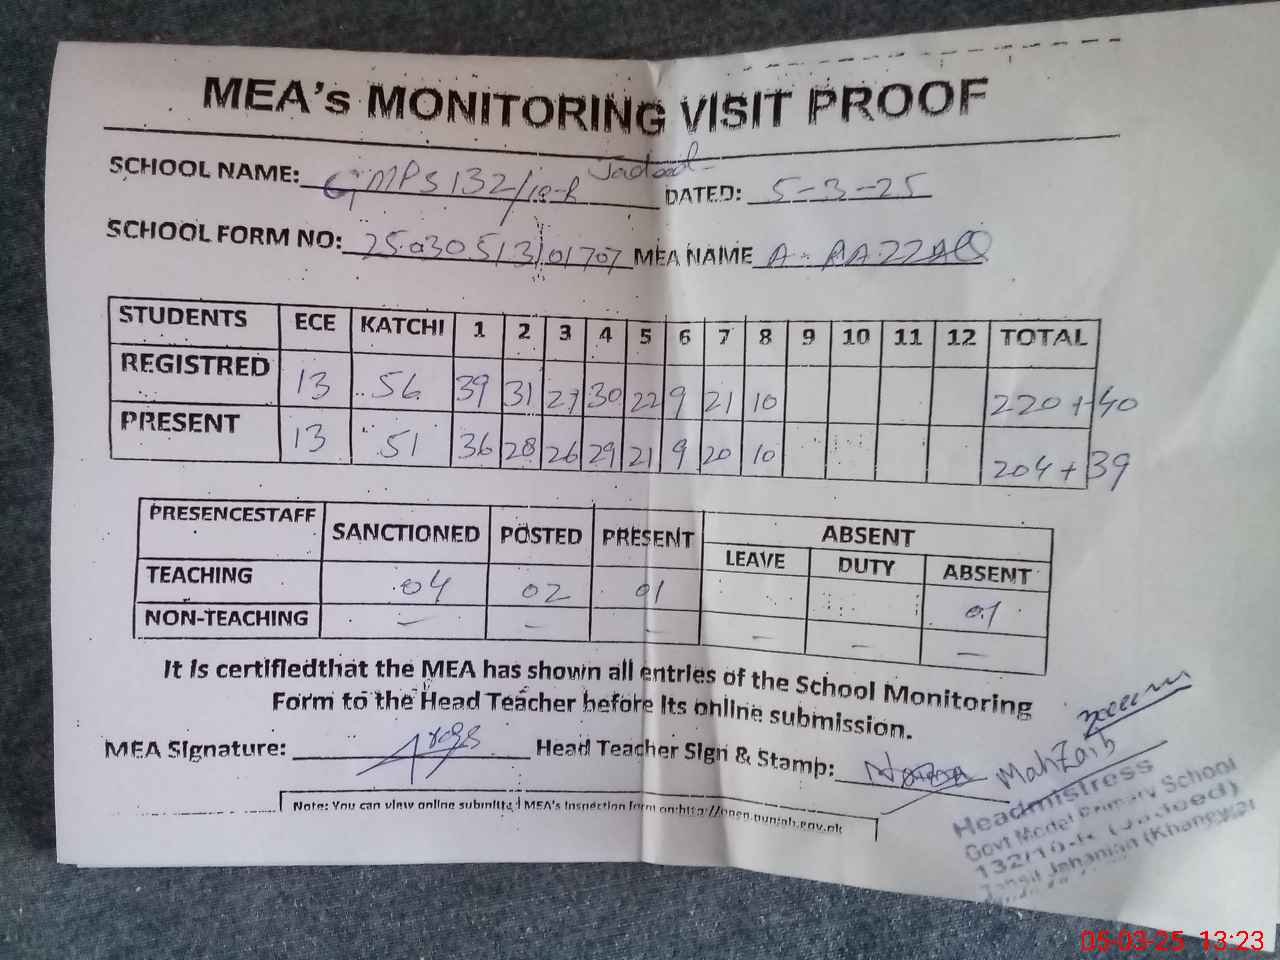 MEA's MONITORING VISIT PROOF
SCHOOL NAME: GMPS 132/10-R Jadeed DATED: 5-3-25
SCHOOL FORM NO: 25030513101707 MEA NAME A. RAZZAQ
STUDENTS ECE KATCHI 1 2 3 4 5 6 7 8 9 10 11 12 TOTAL
REGISTRED 13 56 39 31 27 30 22 9 21 10 220+40
PRESENT 13 51 36 28 26 29 21 9 20 10 204+39
PRESENCESTAFF SANCTIONED POSTED PRESENT ABSENT
LEAVE DUTY ABSENT
TEACHING 04 02 01 01
NON-TEACHING — — — — — —
It is certifiedthat the MEA has shown all entries of the School Monitoring
Form to the Head Teacher before its online submission.
MEA Signature: Head Teacher Sign & Stamp: MahZaib
Note: You can view online submitted MEA's inspection form on:http://open.punjab.gov.pk
Headmistress
Govt Model Primary School
132/10-R (Jadeed)
Tehsil Jahanian (Khanewal)
05-03-25 13:23